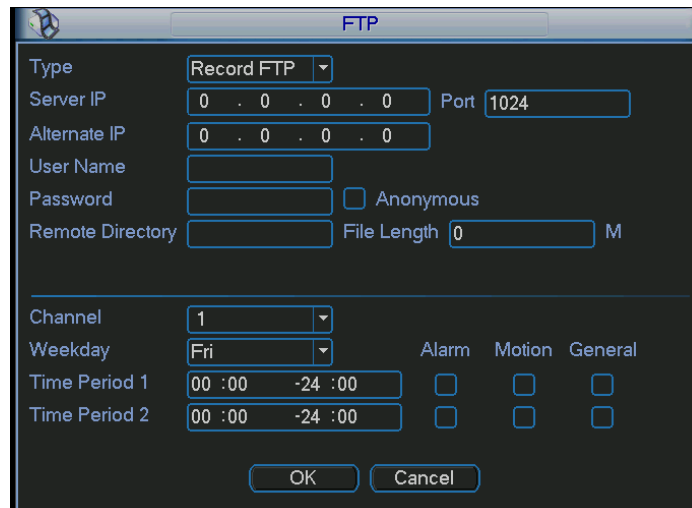 FTP
Type Record FTP
Server IP 0 . 0 . 0 . 0 Port 1024
Alternate IP 0 . 0 . 0 . 0
User Name
Password Anonymous
Remote Directory File Length 0 M
Channel 1
Weekday Fri Alarm Motion General
Time Period 1 00 :00 -24 :00
Time Period 2 00 :00 -24 :00
OK Cancel